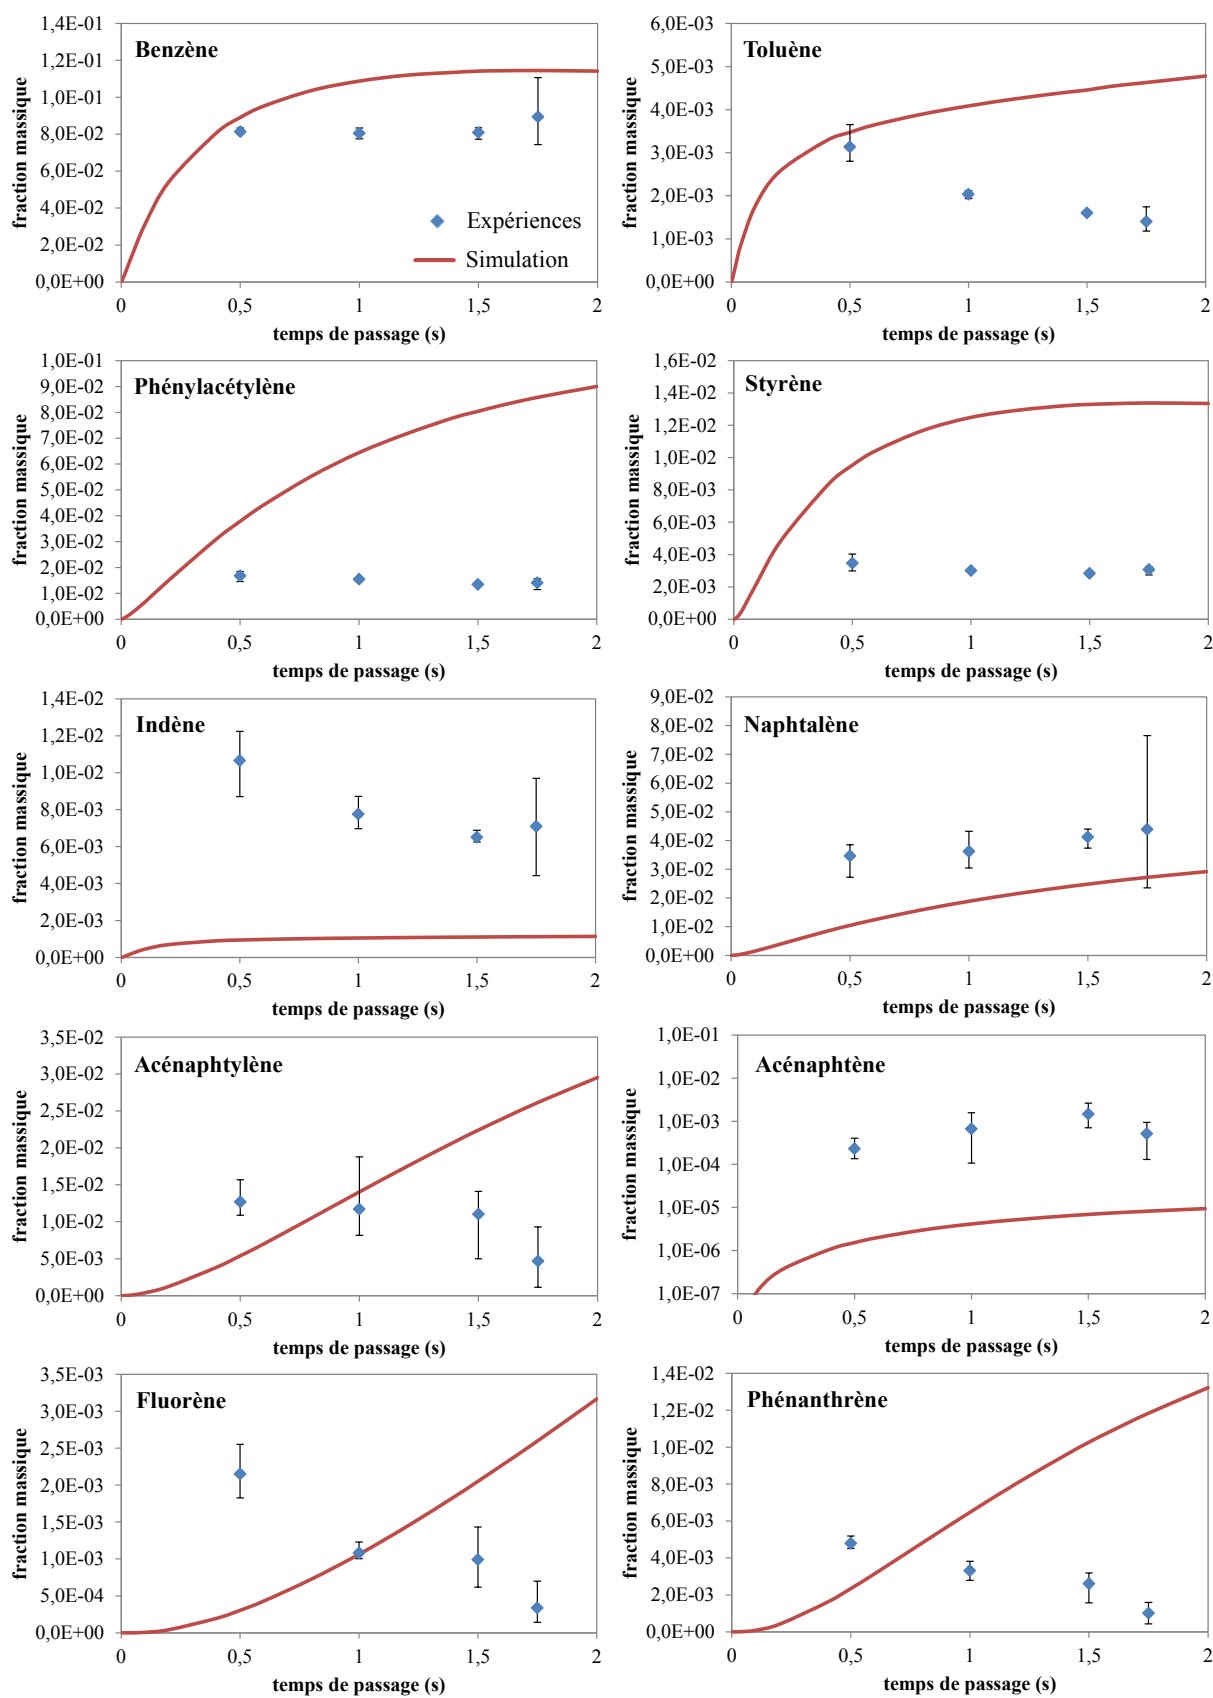 Benzène
fraction massique
1,4E-01
1,2E-01
1,0E-01
8,0E-02
6,0E-02
4,0E-02
2,0E-02
0,0E+00
Expériences
Simulation
0 0,5 1 1,5 2
temps de passage (s)
Toluène
fraction massique
6,0E-03
5,0E-03
4,0E-03
3,0E-03
2,0E-03
1,0E-03
0,0E+00
0 0,5 1 1,5 2
temps de passage (s)
Phénylacétylène
fraction massique
1,0E-01
9,0E-02
8,0E-02
7,0E-02
6,0E-02
5,0E-02
4,0E-02
3,0E-02
2,0E-02
1,0E-02
0,0E+00
0 0,5 1 1,5 2
temps de passage (s)
Styrène
fraction massique
1,6E-02
1,4E-02
1,2E-02
1,0E-02
8,0E-03
6,0E-03
4,0E-03
2,0E-03
0,0E+00
0 0,5 1 1,5 2
temps de passage (s)
Indène
fraction massique
1,4E-02
1,2E-02
1,0E-02
8,0E-03
6,0E-03
4,0E-03
2,0E-03
0,0E+00
0 0,5 1 1,5 2
temps de passage (s)
Naphtalène
fraction massique
9,0E-02
8,0E-02
7,0E-02
6,0E-02
5,0E-02
4,0E-02
3,0E-02
2,0E-02
1,0E-02
0,0E+00
0 0,5 1 1,5 2
temps de passage (s)
Acénaphtylène
fraction massique
3,5E-02
3,0E-02
2,5E-02
2,0E-02
1,5E-02
1,0E-02
5,0E-03
0,0E+00
0 0,5 1 1,5 2
temps de passage (s)
Acénaphtène
fraction massique
1,0E-01
1,0E-02
1,0E-03
1,0E-04
1,0E-05
1,0E-06
1,0E-07
0 0,5 1 1,5 2
temps de passage (s)
Fluorène
fraction massique
3,5E-03
3,0E-03
2,5E-03
2,0E-03
1,5E-03
1,0E-03
5,0E-04
0,0E+00
0 0,5 1 1,5 2
temps de passage (s)
Phénanthrène
fraction massique
1,4E-02
1,2E-02
1,0E-02
8,0E-03
6,0E-03
4,0E-03
2,0E-03
0,0E+00
0 0,5 1 1,5 2
temps de passage (s)